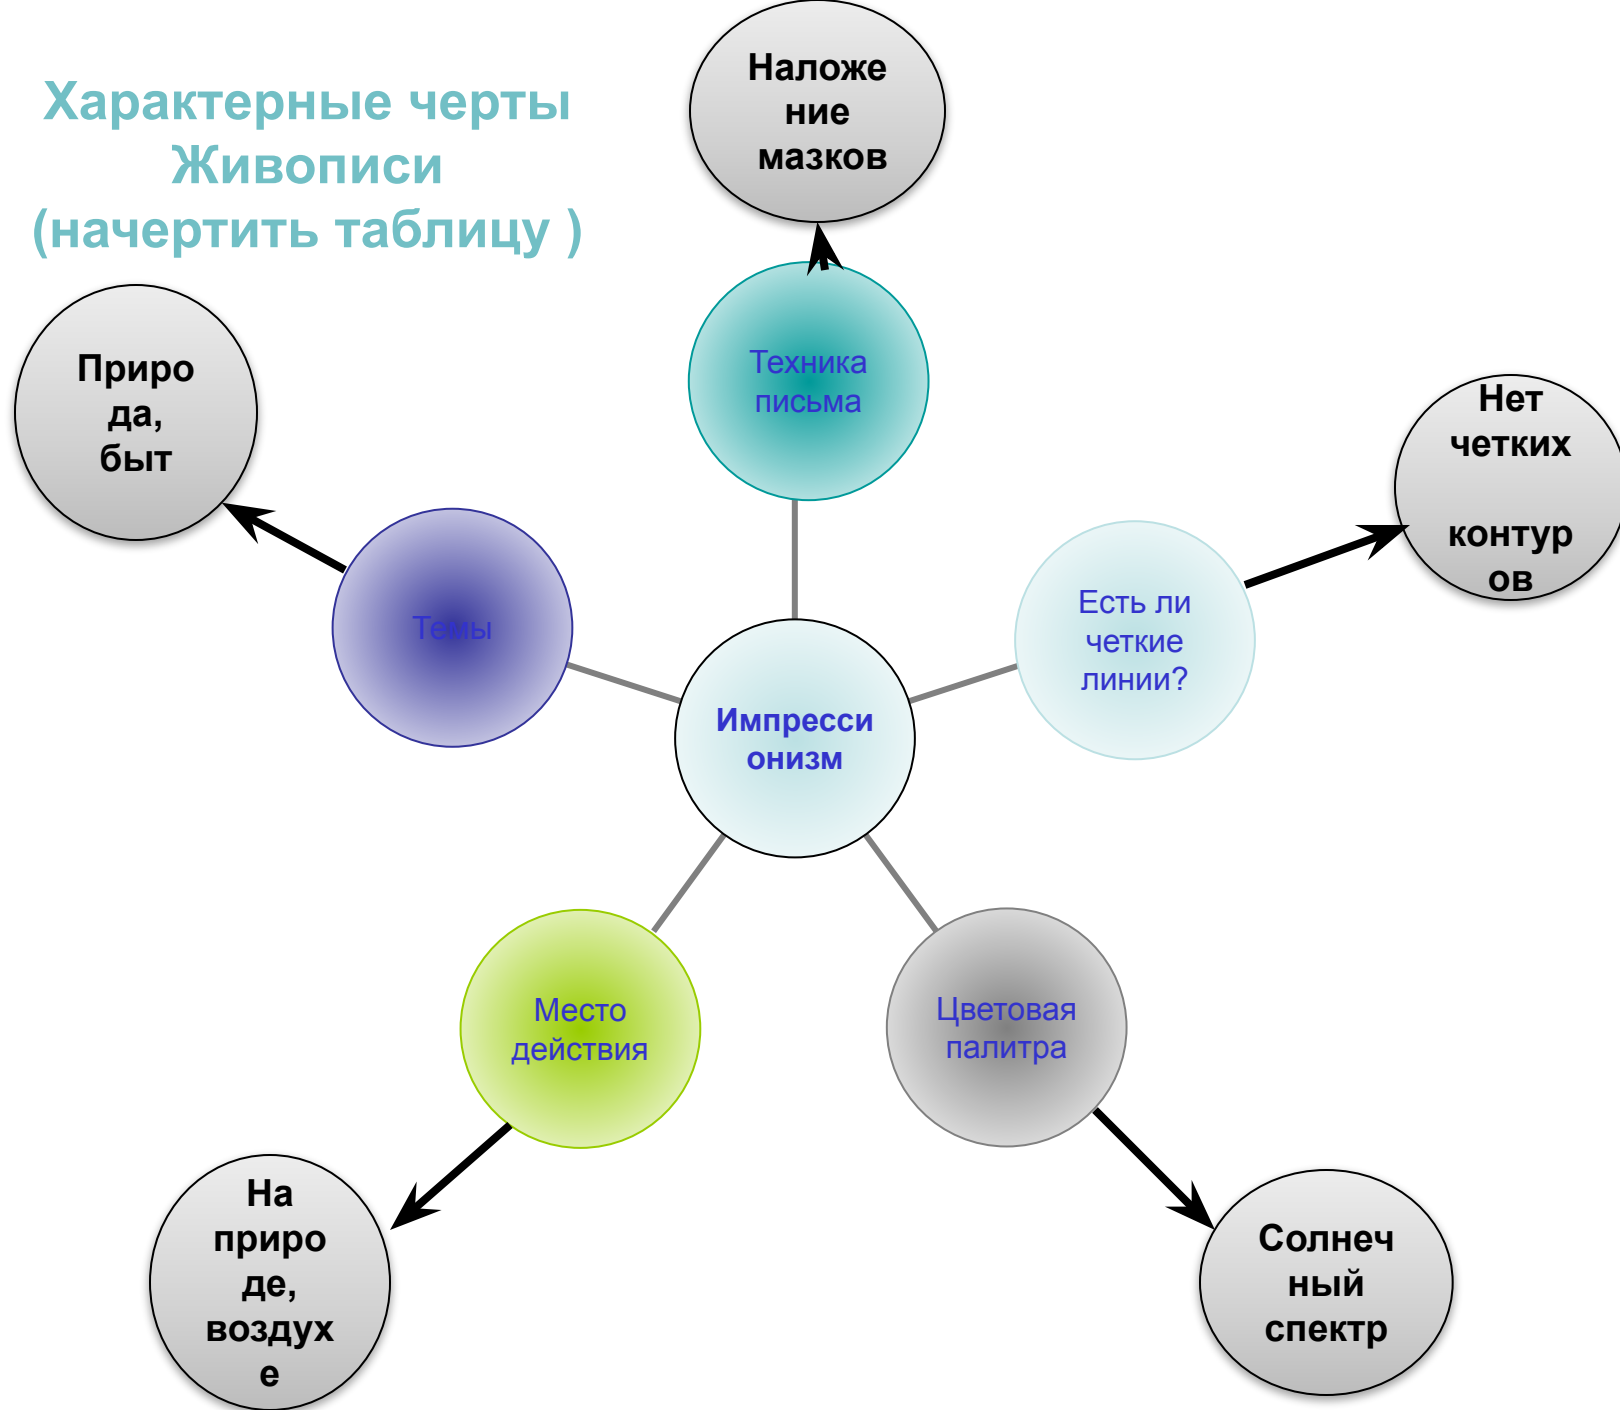 Характерные черты
Живописи
(начертить таблицу )
Наложе
ние
мазков
Техника
письма
Приро
да,
быт
Темы
Нет
четких
контур
ов
Есть ли
четкие
линии?
Импресси
онизм
Место
действия
Цветовая
палитра
На
приро
де,
воздух
е
Солнеч
ный
спектр